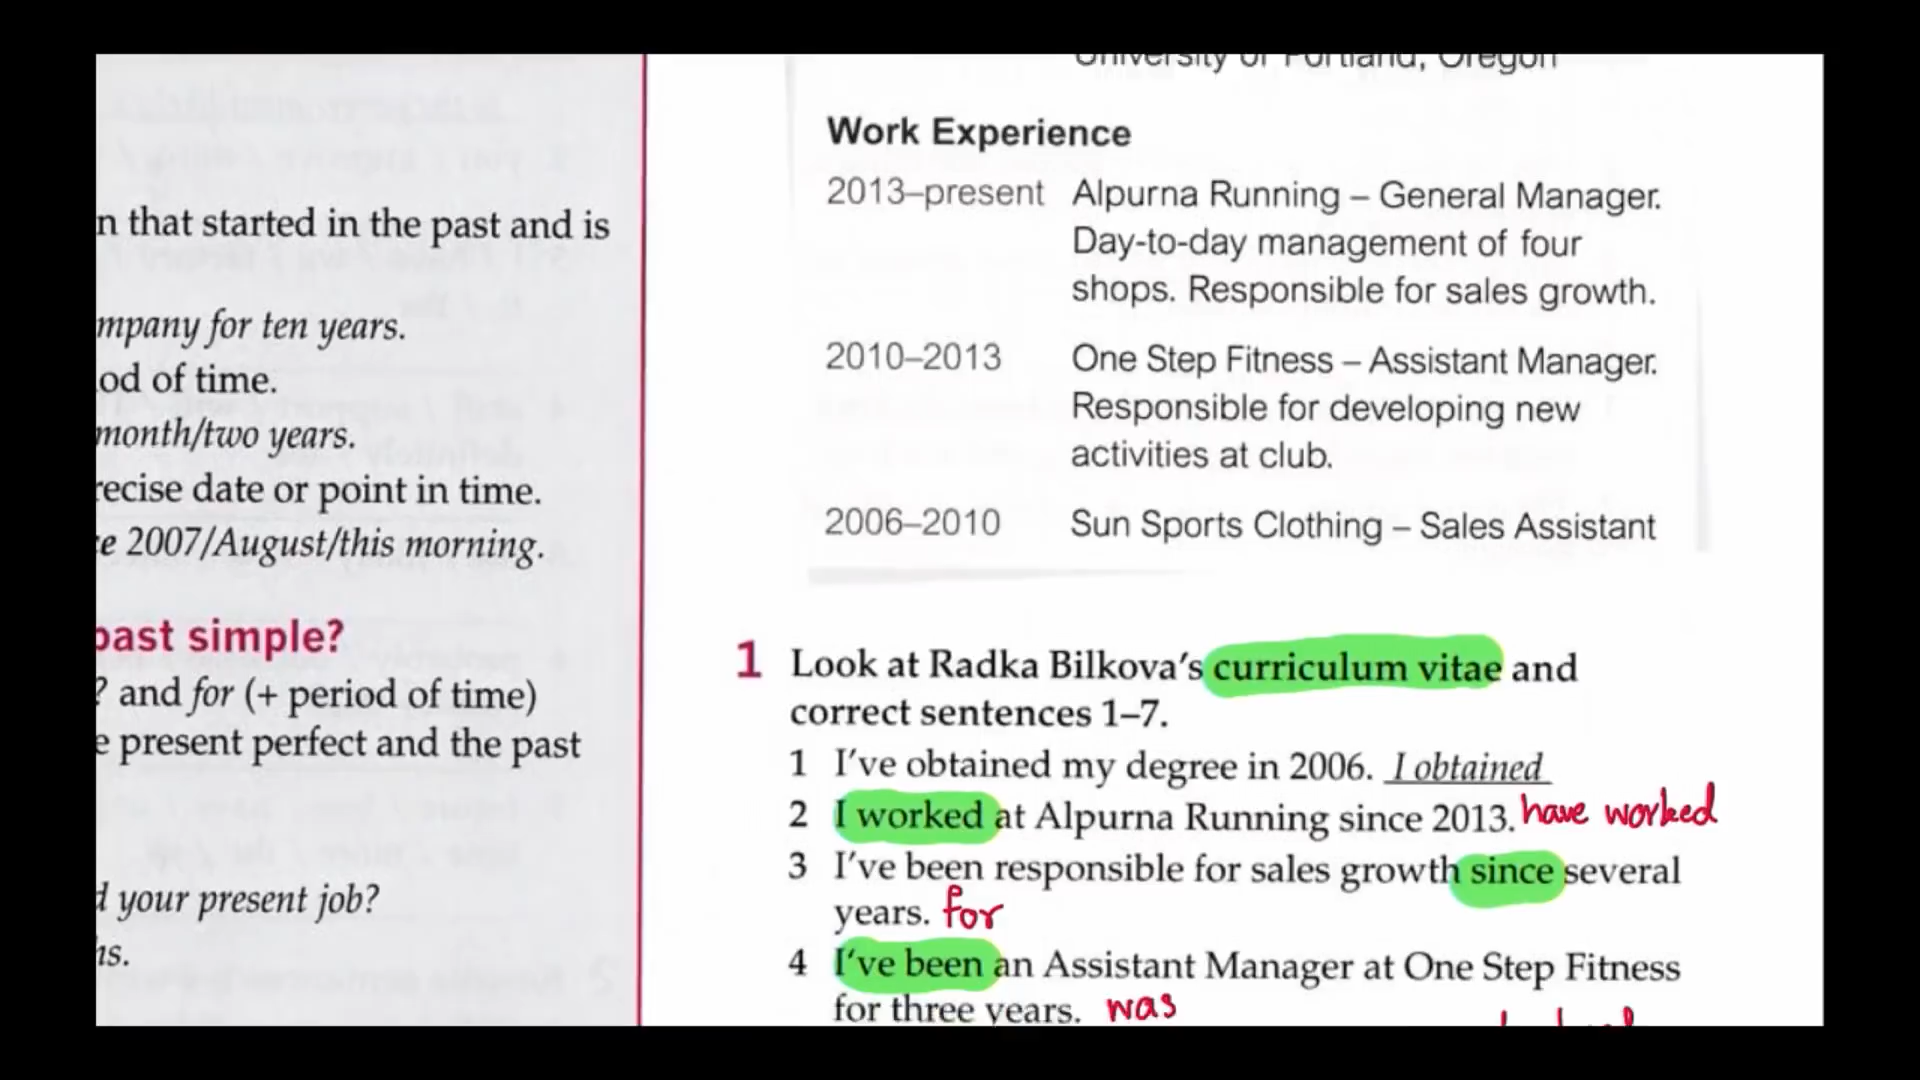 n that started in the past and is
mpany for ten years.
od of time.
month/two years.
recise date or point in time.
e 2007/August/this morning.
past simple?
? and for (+ period of time)
e present perfect and the past
d your present job?
ns.
University of Portland, Oregon
Work Experience
2013–present Alpurna Running – General Manager.
Day-to-day management of four
shops. Responsible for sales growth.
2010–2013 One Step Fitness – Assistant Manager.
Responsible for developing new
activities at club.
2006–2010 Sun Sports Clothing – Sales Assistant
1 Look at Radka Bilkova's curriculum vitae and
correct sentences 1–7.
1 I've obtained my degree in 2006. I obtained
2 I worked at Alpurna Running since 2013. have worked
3 I've been responsible for sales growth since several
years. for
4 I've been an Assistant Manager at One Step Fitness
for three years. was